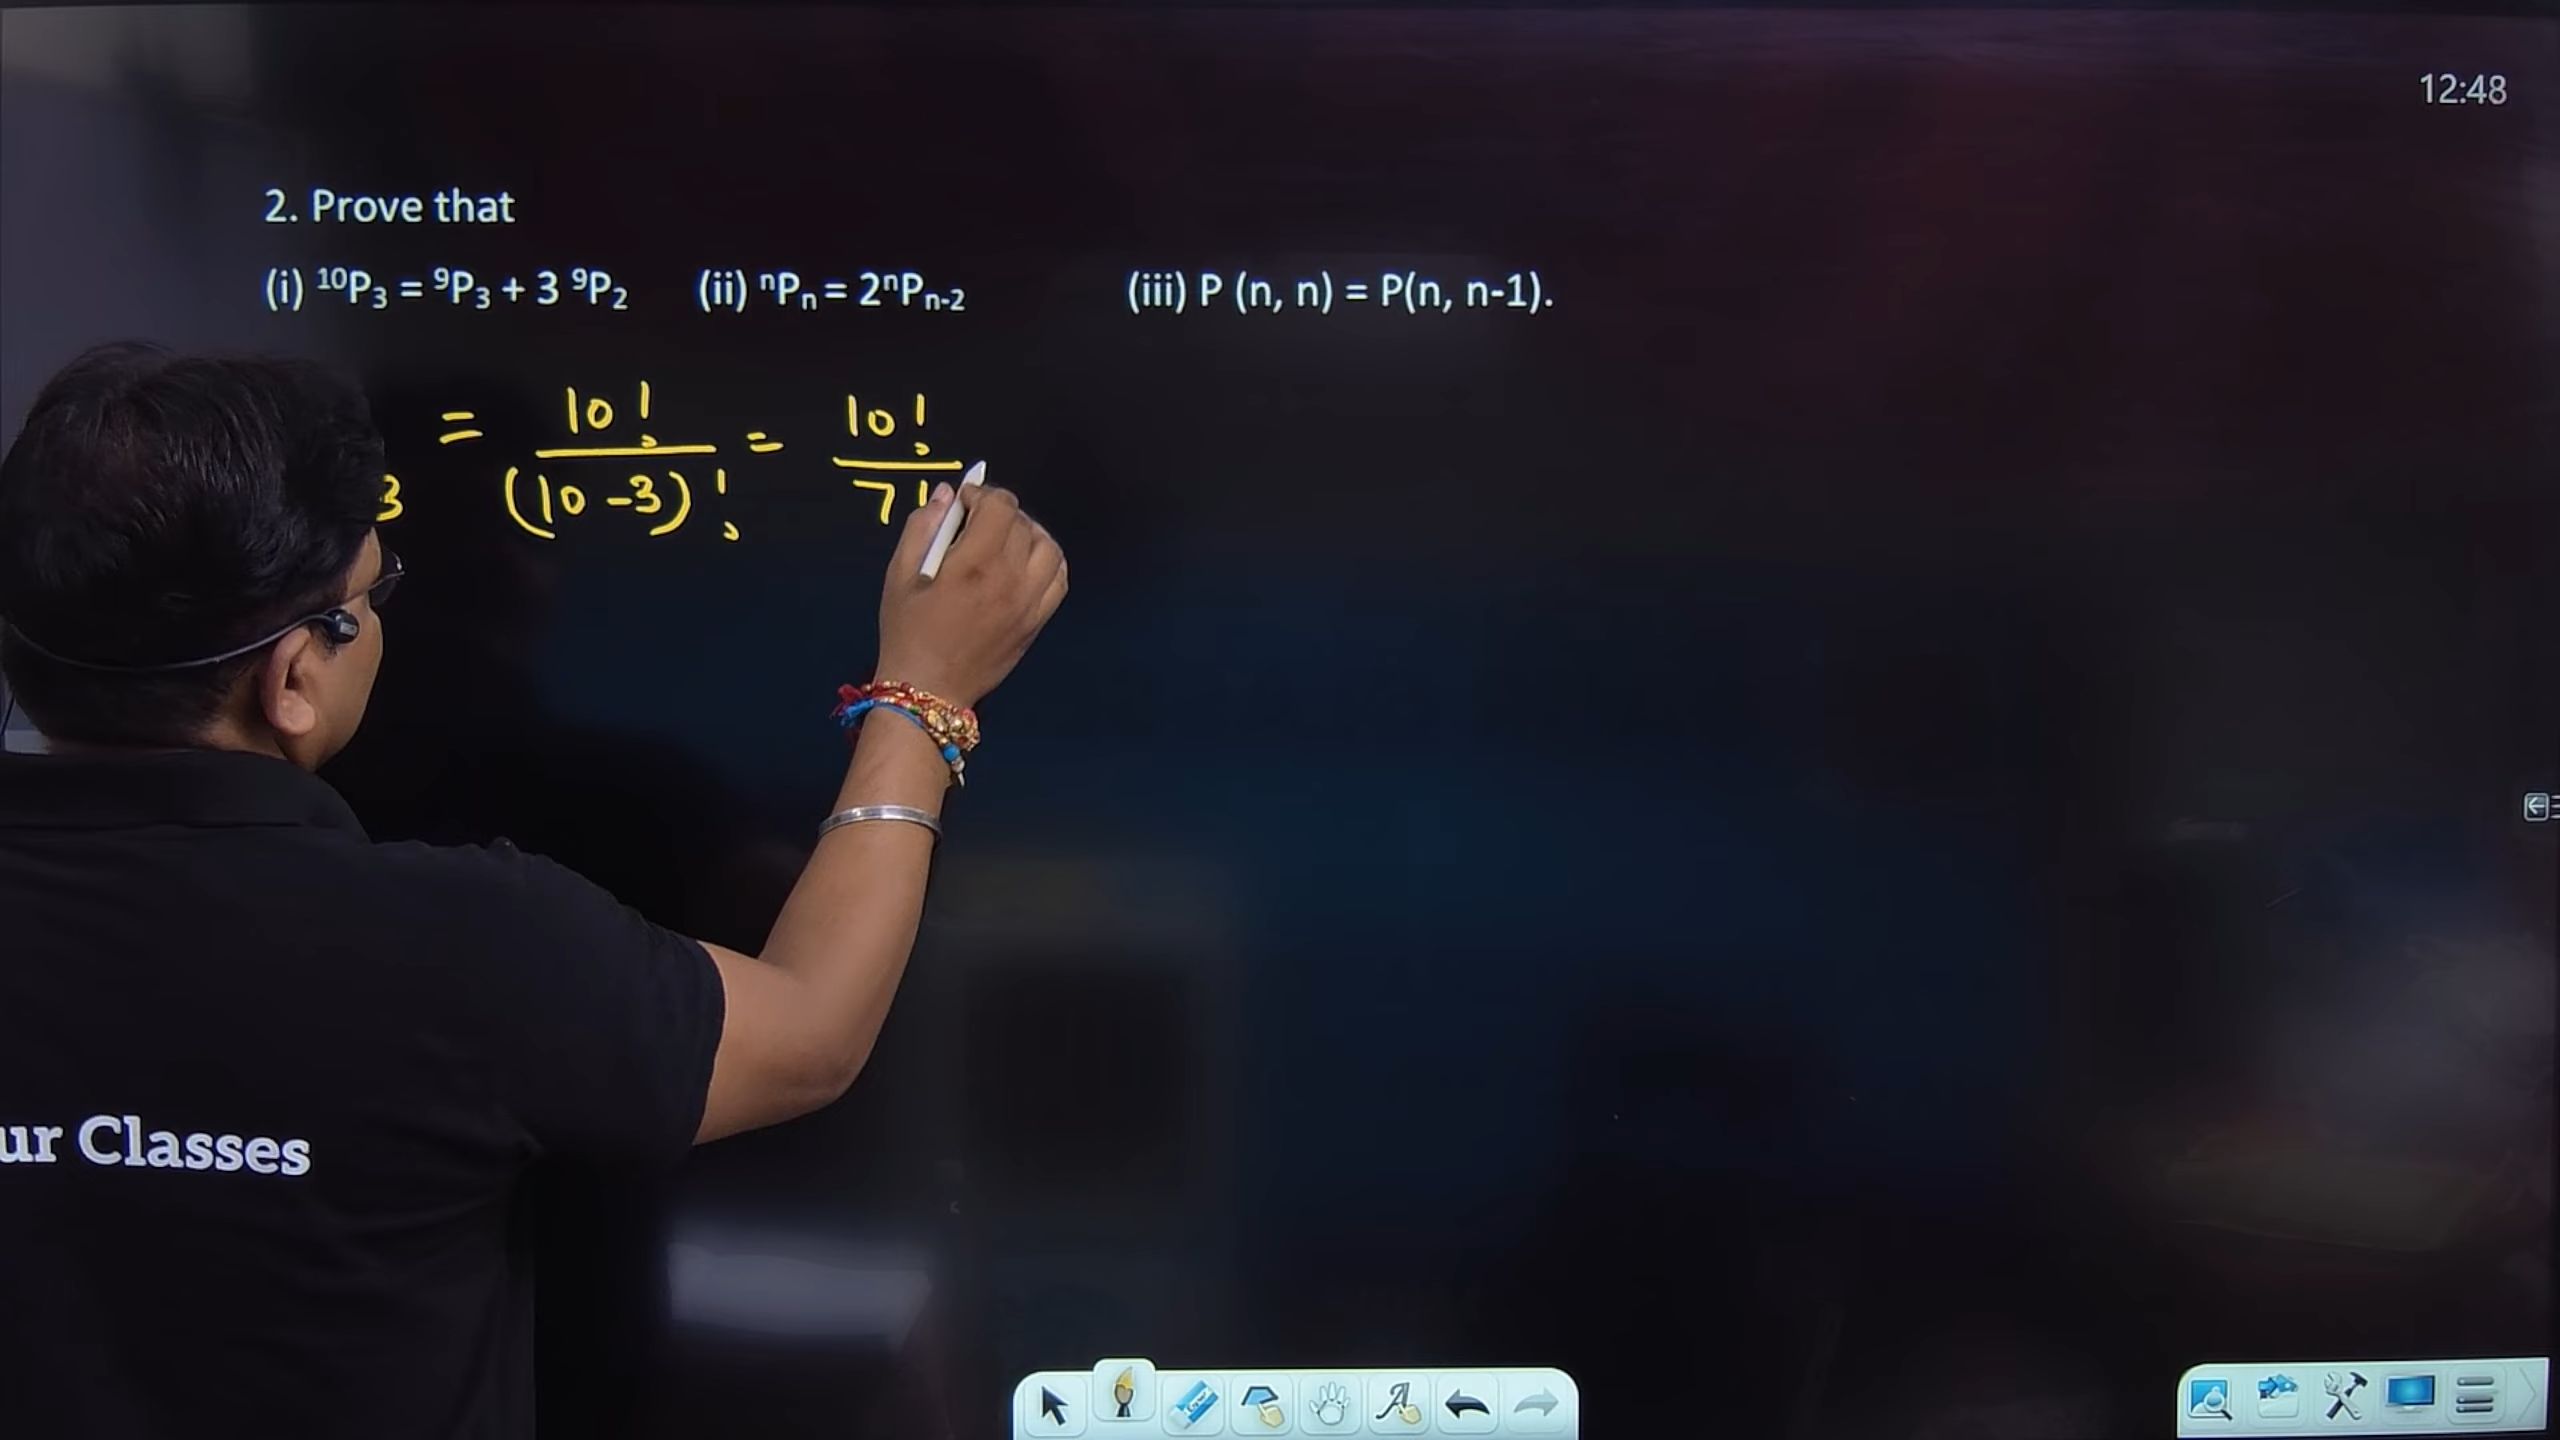 12:48
2. Prove that
(i) ¹⁰P₃ = ⁹P₃ + 3 ⁹P₂ (ii) ⁿPₙ = 2ⁿPₙ₋₂ (iii) P (n, n) = P(n, n-1).
3 = 10! / (10-3)! = 10! / 7!
Classes